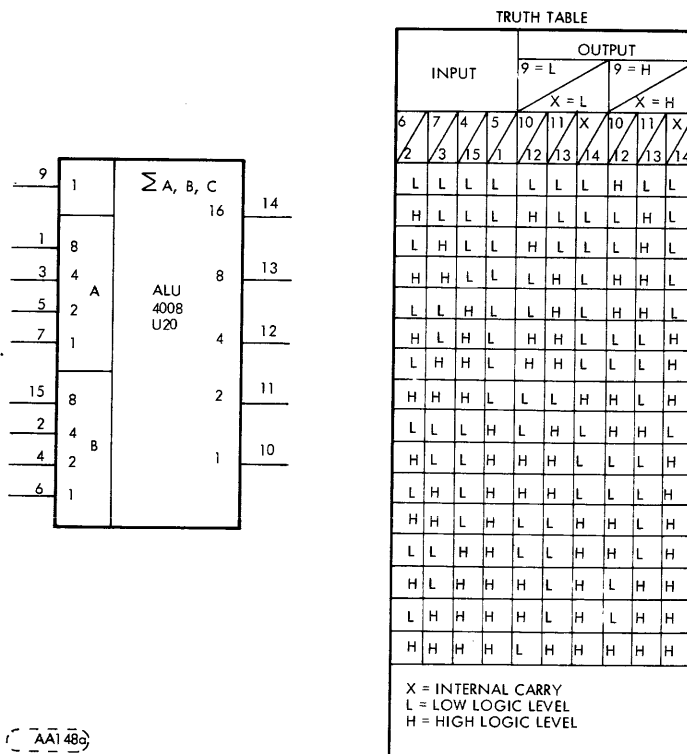 TRUTH TABLE
INPUT
OUTPUT
9 = L
X = L
9 = H
X = H
6 7 4 5 10 11 X 10 11 X
2 3 15 1 12 13 14 12 13 14
L L L L L L L H L L
H L L L H L L L H L
L H L L H L L L H L
H H L L L H L H H L
L L H L L H L H H L
H L H L H H L L L H
L H H L H H L L L H
H H H L L L H H L H
L L L H L H L H H L
H L L H H H L L L H
L H L H H H L L L H
H H L H L L H H L H
L L H H L L H H L H
H L H H H L H L H H
L H H H H L H L H H
H H H H L H H H H H
X = INTERNAL CARRY
L = LOW LOGIC LEVEL
H = HIGH LOGIC LEVEL
9 1 Σ A, B, C
16 14
1 8
3 4 A 8 13
5 2
7 1
ALU
4008
U20
4 12
15 8
2 11
2 4 B
4 2
1 10
6 1
AA148a